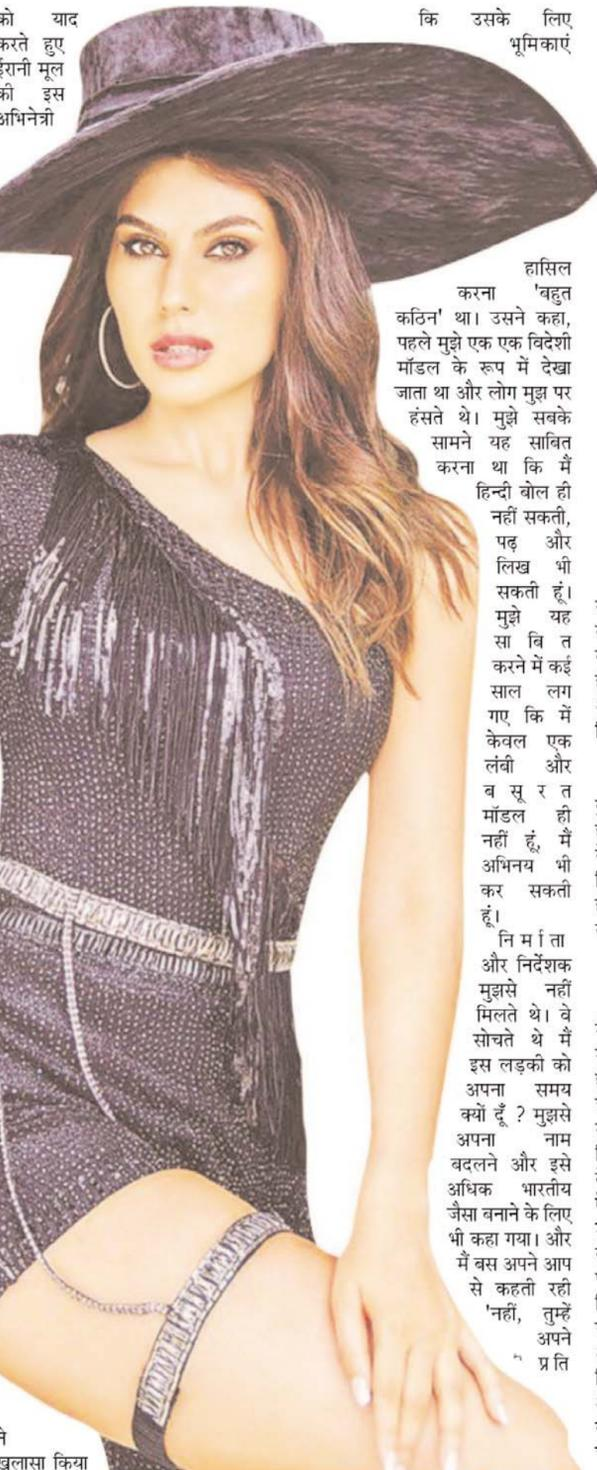 को याद
करते हुए
ईरानी मूल
की इस
अभिनेत्री
ने
खुलासा किया
कि उसके लिए
भूमिकाएं
हासिल
करना 'बहुत
कठिन' था। उसने कहा,
पहले मुझे एक एक विदेशी
मॉडल के रूप में देखा
जाता था और लोग मुझ पर
हंसते थे। मुझे सबके
सामने यह साबित
करना था कि मैं
हिन्दी बोल ही
नहीं सकती,
पढ़ और
लिख भी
सकती हूं।
मुझे यह
सा बि त
करने में कई
साल लग
गए कि में
केवल एक
लंबी और
ब सू र त
मॉडल ही
नहीं हूं, मैं
अभिनय भी
कर सकती
हूं।
नि र्मा ता
और निर्देशक
मुझसे नहीं
मिलते थे। वे
सोचते थे मैं
इस लड़की को
अपना समय
क्यों दूँ ? मुझसे
अपना नाम
बदलने और इसे
अधिक भारतीय
जैसा बनाने के लिए
भी कहा गया। और
मैं बस अपने आप
से कहती रही
'नहीं, तुम्हें
अपने
प्र ति